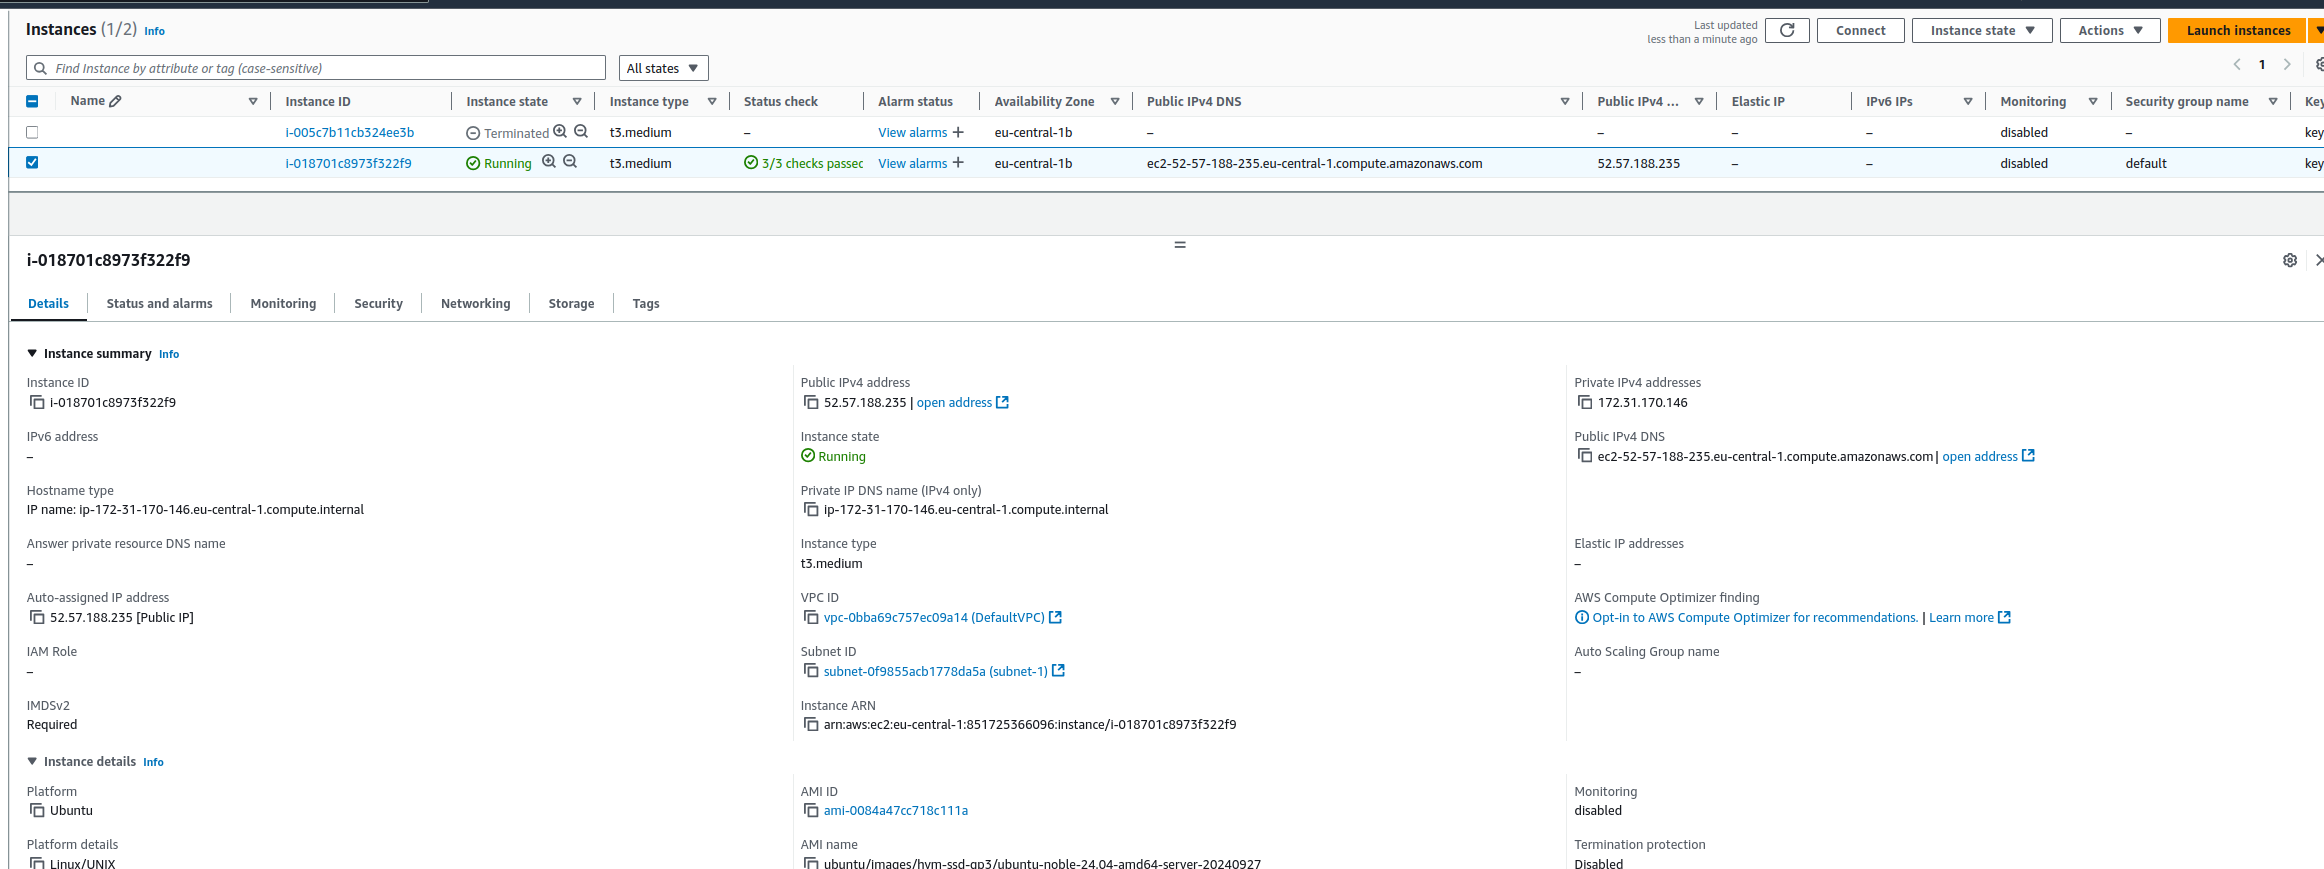 Instances (1/2) Info
Last updated
less than a minute ago
Connect
Instance state
Actions
Launch instances
Find Instance by attribute or tag (case-sensitive)
All states
1
Name Instance ID Instance state Instance type Status check Alarm status Availability Zone Public IPv4 DNS Public IPv4 ... Elastic IP IPv6 IPs Monitoring Security group name Key
i-005c7b11cb324ee3b Terminated t3.medium – View alarms + eu-central-1b – – – – disabled – key
i-018701c8973f322f9 Running t3.medium 3/3 checks passec View alarms + eu-central-1b ec2-52-57-188-235.eu-central-1.compute.amazonaws.com 52.57.188.235 – – disabled default key
i-018701c8973f322f9
Details Status and alarms Monitoring Security Networking Storage Tags
Instance summary Info
Instance ID
i-018701c8973f322f9
Public IPv4 address
52.57.188.235 | open address
Private IPv4 addresses
172.31.170.146
IPv6 address
–
Instance state
Running
Public IPv4 DNS
ec2-52-57-188-235.eu-central-1.compute.amazonaws.com | open address
Hostname type
IP name: ip-172-31-170-146.eu-central-1.compute.internal
Private IP DNS name (IPv4 only)
ip-172-31-170-146.eu-central-1.compute.internal
Answer private resource DNS name
–
Instance type
t3.medium
Elastic IP addresses
–
Auto-assigned IP address
52.57.188.235 [Public IP]
VPC ID
vpc-0bba69c757ec09a14 (DefaultVPC)
AWS Compute Optimizer finding
Opt-in to AWS Compute Optimizer for recommendations. | Learn more
IAM Role
–
Subnet ID
subnet-0f9855acb1778da5a (subnet-1)
Auto Scaling Group name
–
IMDSv2
Required
Instance ARN
arn:aws:ec2:eu-central-1:851725366096:instance/i-018701c8973f322f9
Instance details Info
Platform
Ubuntu
AMI ID
ami-0084a47cc718c111a
Monitoring
disabled
Platform details
Linux/UNIX
AMI name
ubuntu/images/hvm-ssd-gp3/ubuntu-noble-24.04-amd64-server-20240927
Termination protection
Disabled